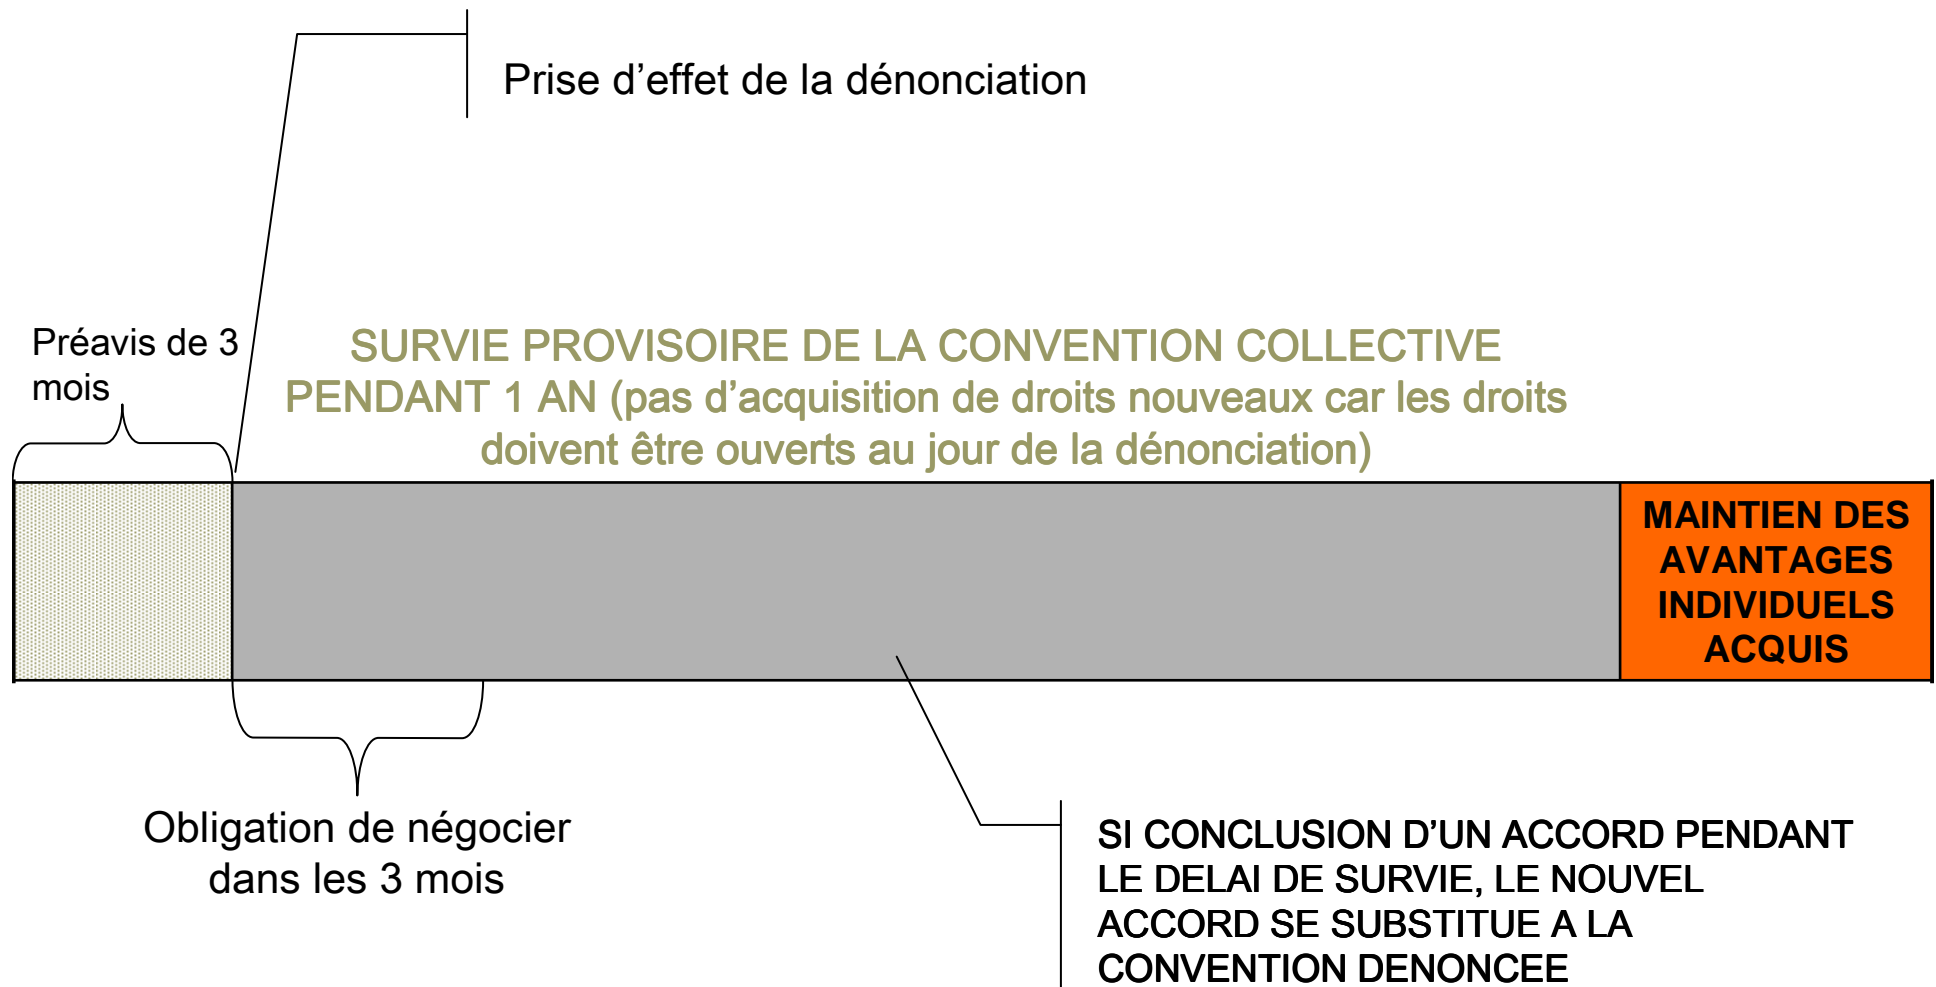 Prise d’effet de la dénonciation
Préavis de 3
mois
SURVIE PROVISOIRE DE LA CONVENTION COLLECTIVE
PENDANT 1 AN (pas d’acquisition de droits nouveaux car les droits
doivent être ouverts au jour de la dénonciation)
MAINTIEN DES
AVANTAGES
INDIVIDUELS
ACQUIS
Obligation de négocier
dans les 3 mois
SI CONCLUSION D’UN ACCORD PENDANT
LE DELAI DE SURVIE, LE NOUVEL
ACCORD SE SUBSTITUE A LA
CONVENTION DENONCEE